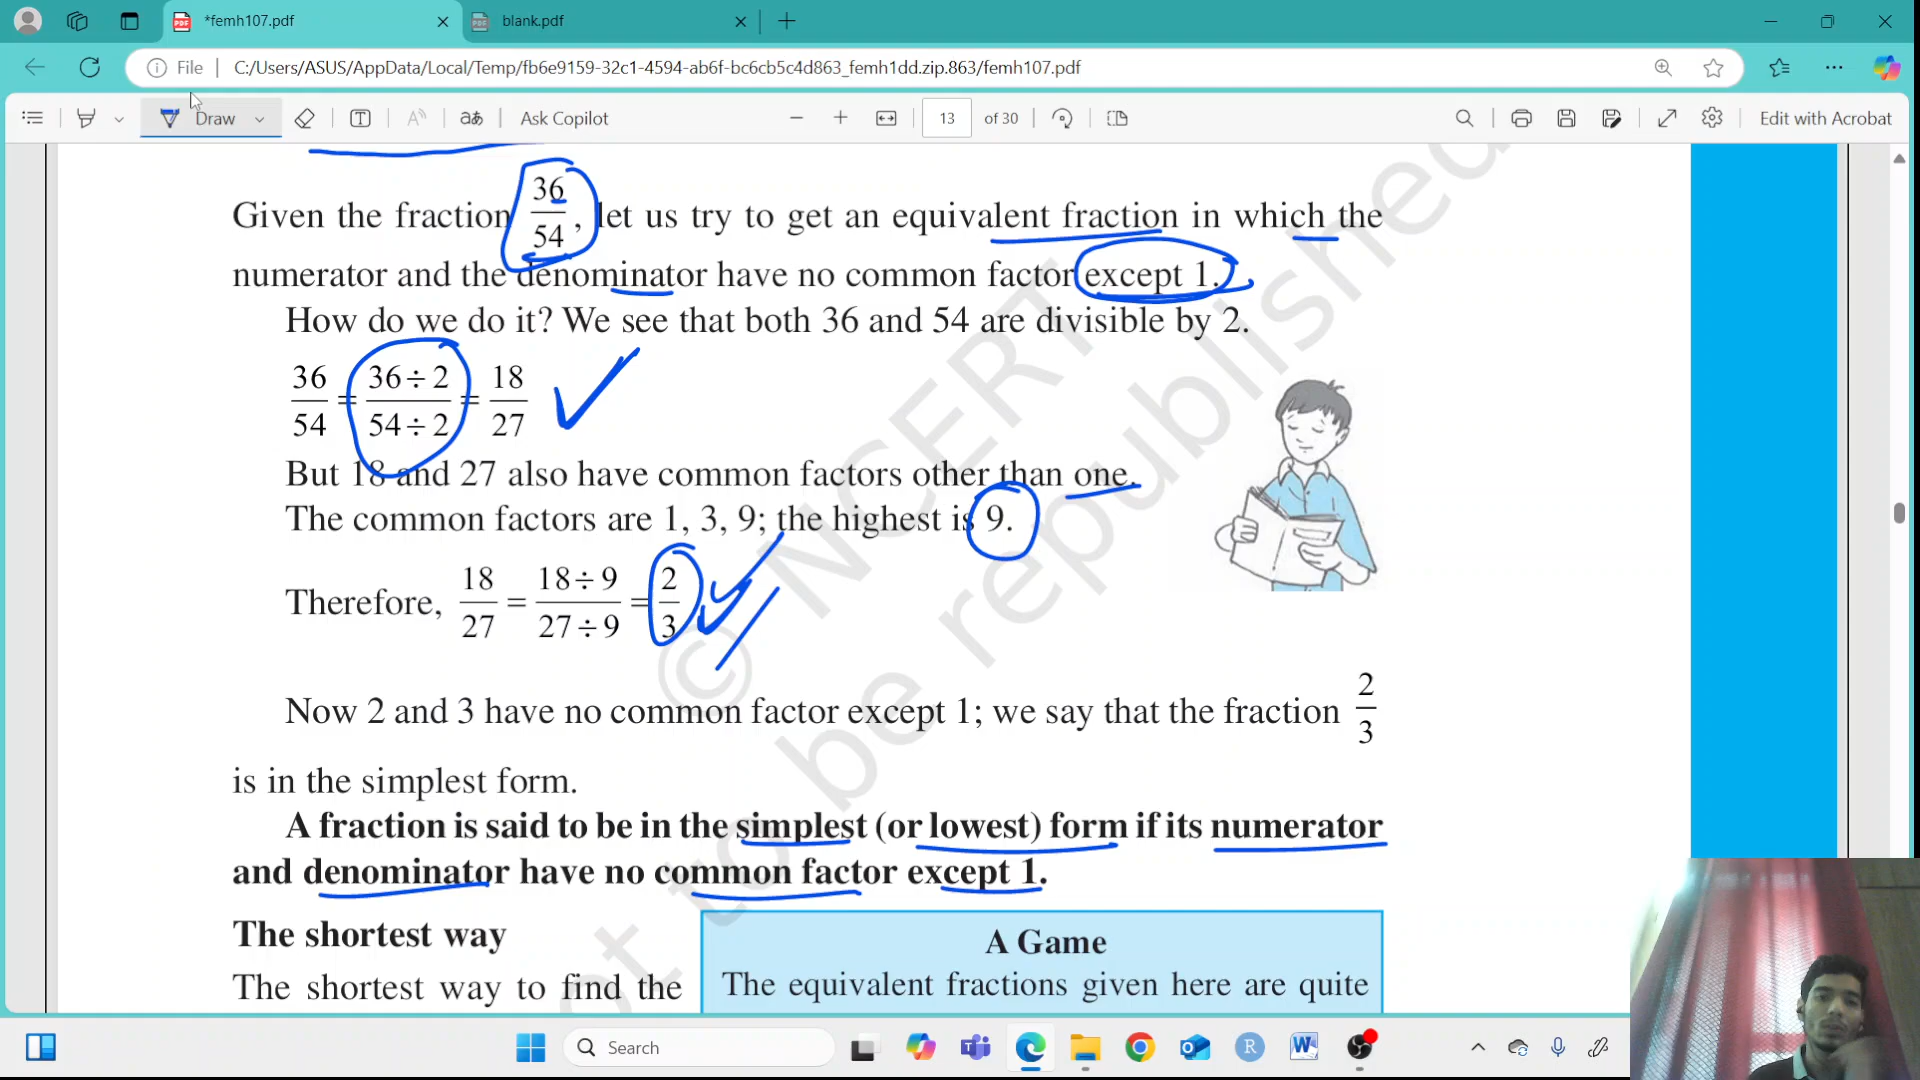 *femh107.pdf
blank.pdf
File
C:/Users/ASUS/AppData/Local/Temp/fb6e9159-32c1-4594-ab6f-bc6cb5c4d863_femh1dd.zip.863/femh107.pdf
Draw
Ask Copilot
13 of 30
Edit with Acrobat
Given the fraction 36/54, let us try to get an equivalent fraction in which the
numerator and the denominator have no common factor except 1.
How do we do it? We see that both 36 and 54 are divisible by 2.
36/54 = 36 ÷ 2/54 ÷ 2 = 18/27
But 18 and 27 also have common factors other than one.
The common factors are 1, 3, 9; the highest is 9.
Therefore, 18/27 = 18 ÷ 9/27 ÷ 9 = 2/3
Now 2 and 3 have no common factor except 1; we say that the fraction 2/3
is in the simplest form.
A fraction is said to be in the simplest (or lowest) form if its numerator
and denominator have no common factor except 1.
The shortest way
The shortest way to find the
A Game
The equivalent fractions given here are quite
© NCERT
not to be republished
Search